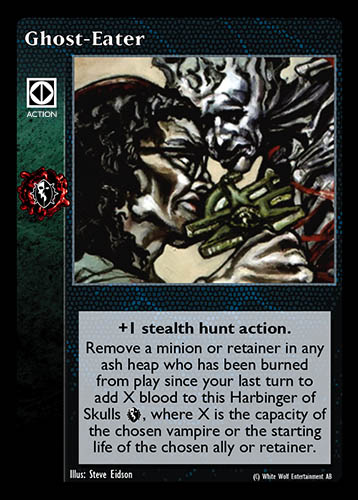 Ghost-Eater
ACTION
+1 stealth hunt action.
Remove a minion or retainer in any
ash heap who has been burned
from play since your last turn to
add X blood to this Harbinger of
Skulls , where X is the capacity of
the chosen vampire or the starting
life of the chosen ally or retainer.
Illus: Steve Eidson
(C) White Wolf Entertainment AB